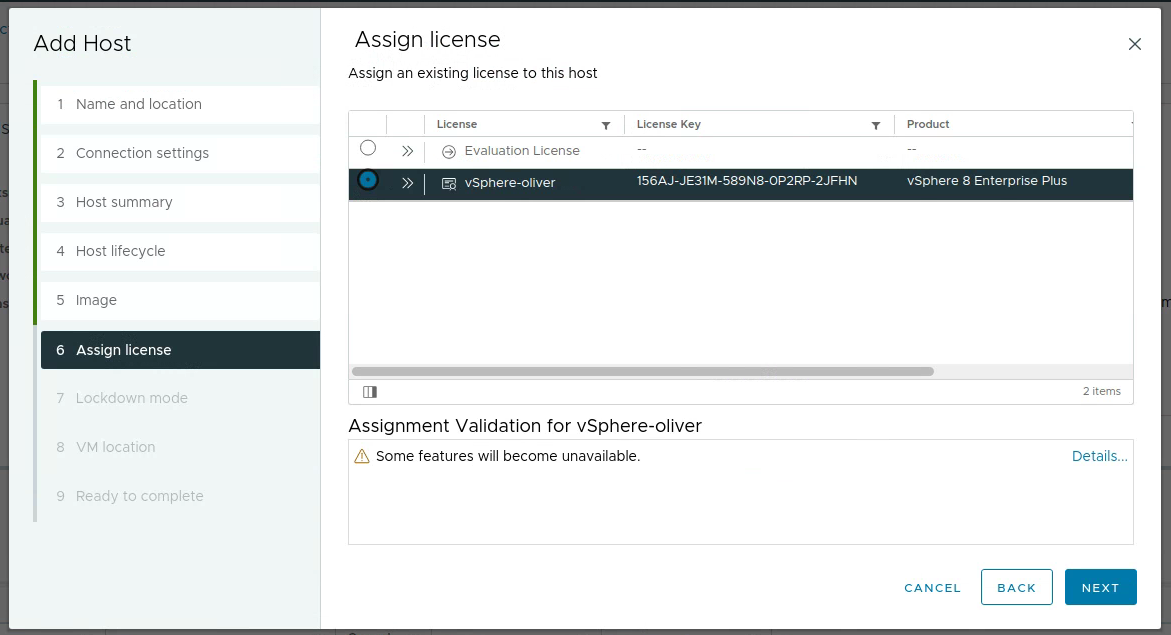 Add Host
1 Name and location
2 Connection settings
3 Host summary
4 Host lifecycle
5 Image
6 Assign license
7 Lockdown mode
8 VM location
9 Ready to complete
Assign license
Assign an existing license to this host
License License Key Product
Evaluation License -- --
vSphere-oliver 156AJ-JE31M-589N8-0P2RP-2JFHN vSphere 8 Enterprise Plus
2 items
Assignment Validation for vSphere-oliver
Some features will become unavailable. Details...
CANCEL BACK NEXT